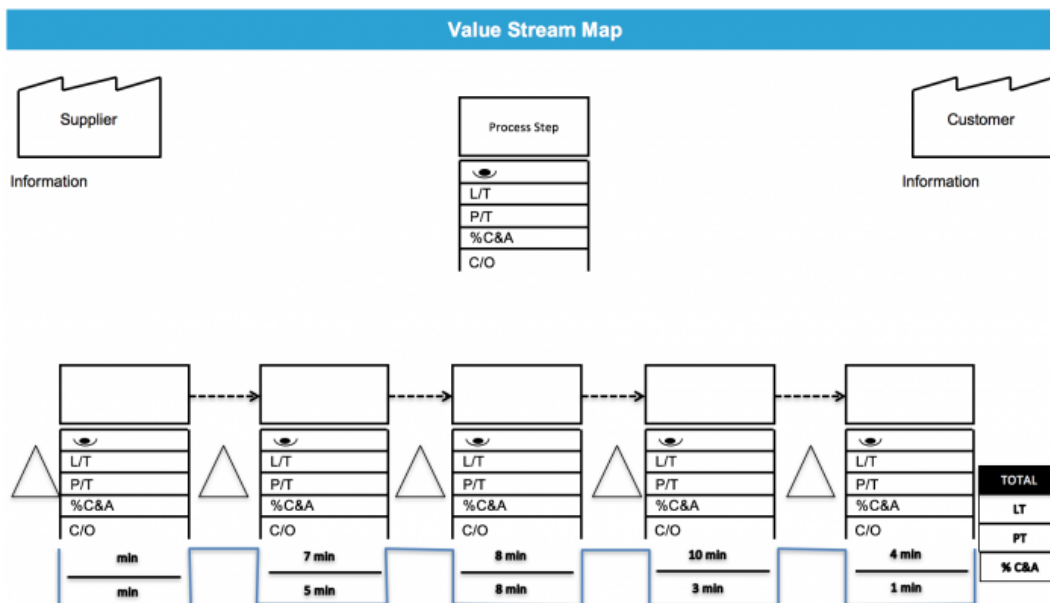 Value Stream Map
Supplier
Customer
Process Step
Information
Information
L/T
P/T
%C&A
C/O
L/T
P/T
%C&A
C/O
min
min
L/T
P/T
%C&A
C/O
7 min
5 min
L/T
P/T
%C&A
C/O
8 min
8 min
L/T
P/T
%C&A
C/O
10 min
3 min
L/T
P/T
%C&A
C/O
4 min
1 min
TOTAL
LT
PT
% C&A